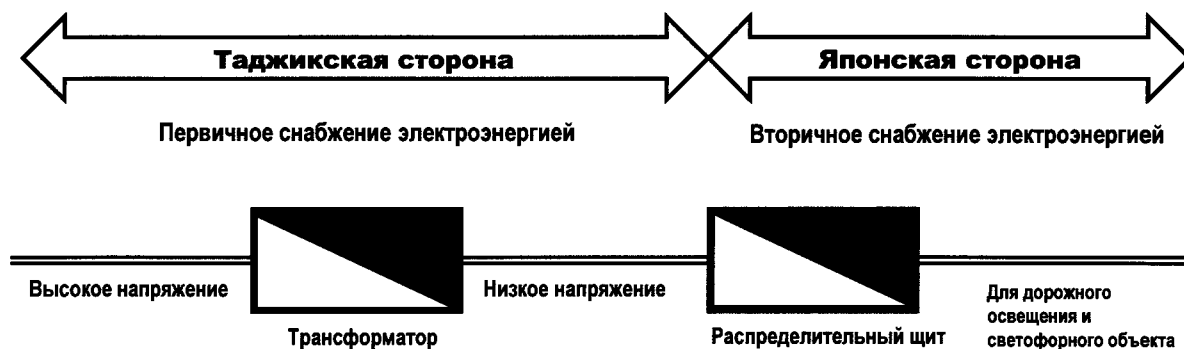 Таджикская сторона
Японская сторона
Первичное снабжение электроэнергией
Вторичное снабжение электроэнергией
Высокое напряжение
Трансформатор
Низкое напряжение
Распределительный щит
Для дорожного
освещения и
светофорного объекта